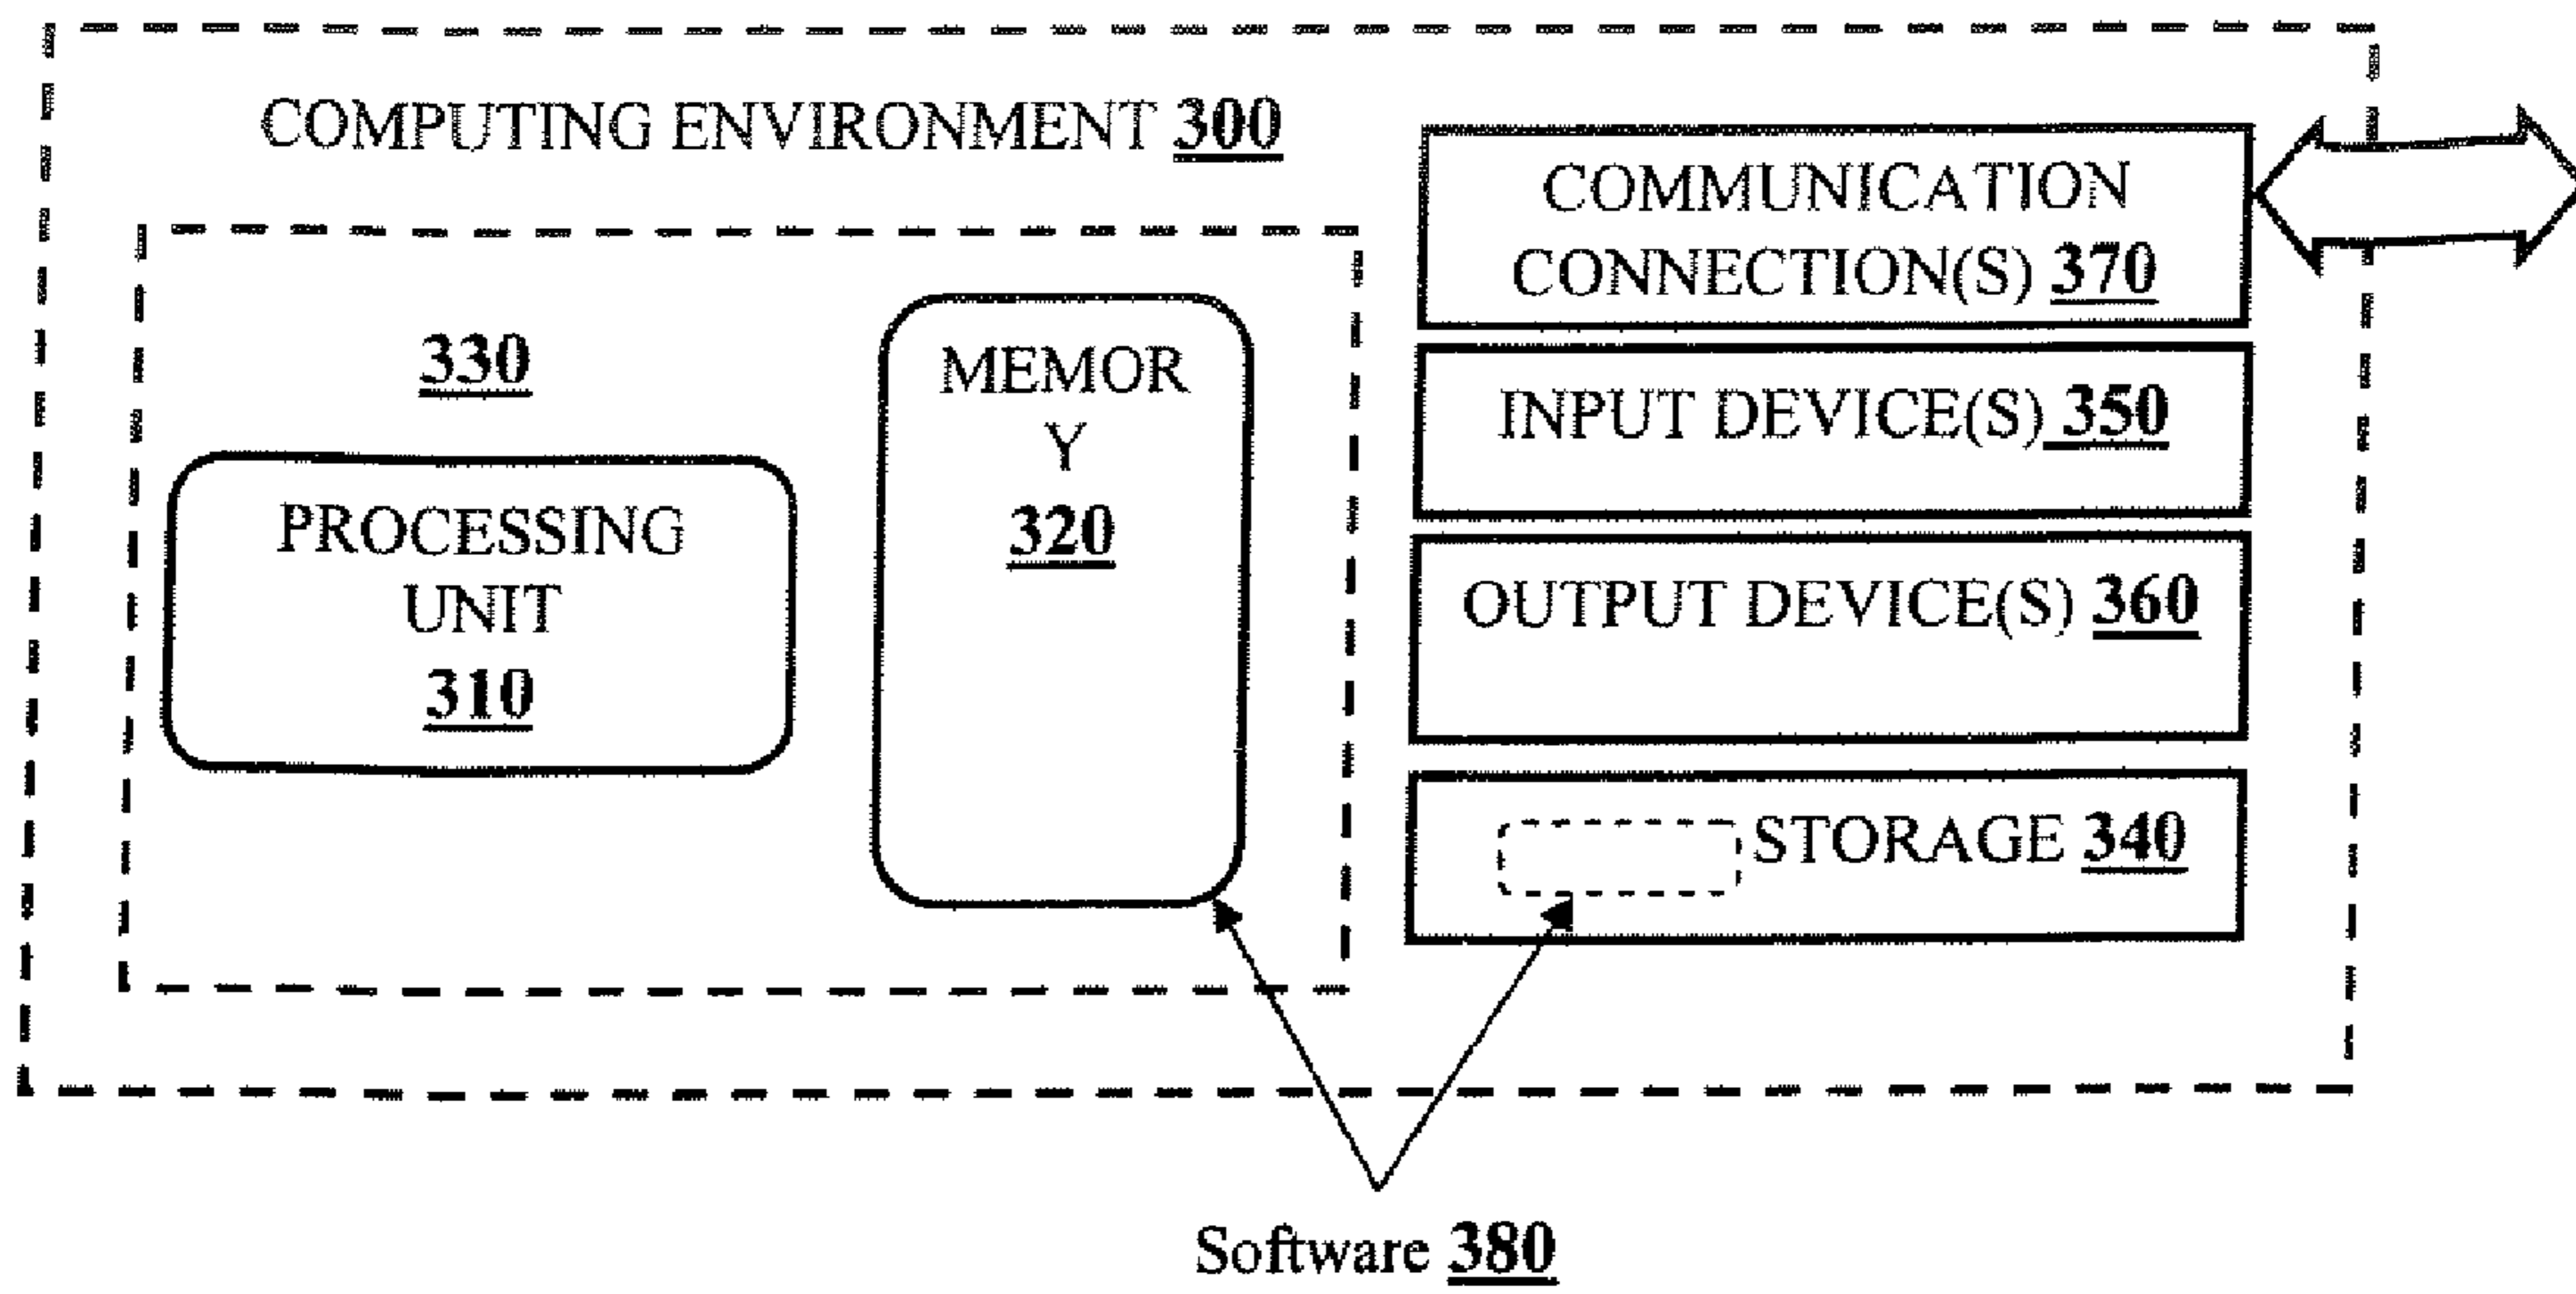 COMPUTING ENVIRONMENT 300
330
PROCESSING
UNIT
310
MEMOR
Y
320
COMMUNICATION
CONNECTION(S) 370
INPUT DEVICE(S) 350
OUTPUT DEVICE(S) 360
STORAGE 340
Software 380